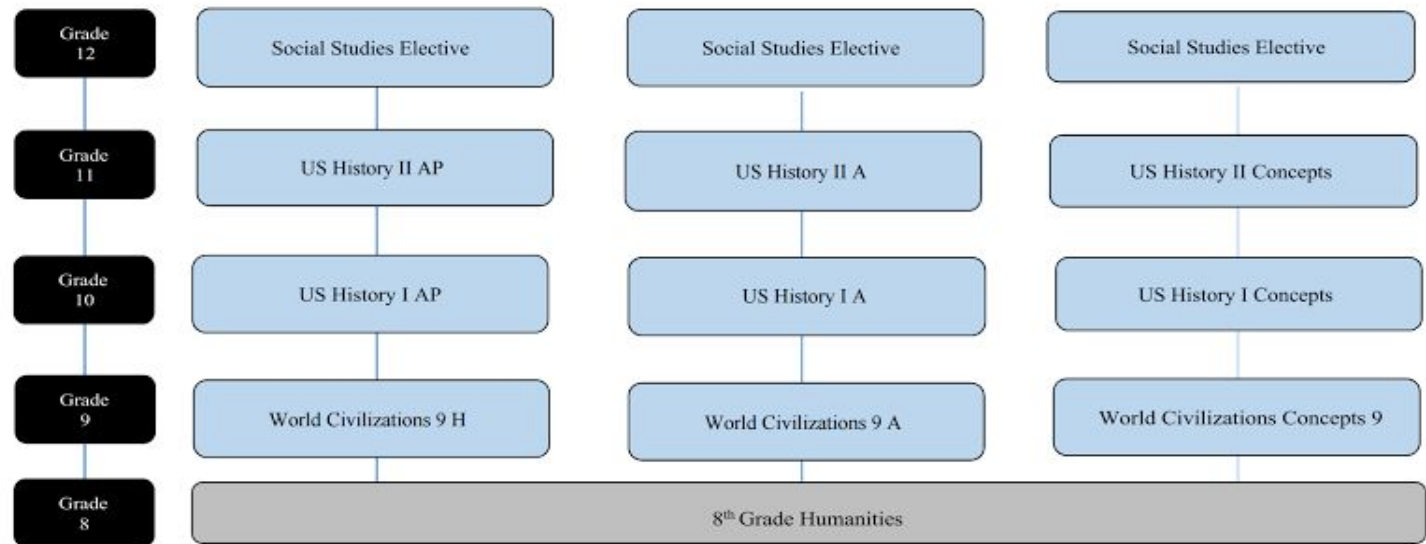 Grade
12
Social Studies Elective
Social Studies Elective
Social Studies Elective
Grade
11
US History II AP
US History II A
US History II Concepts
Grade
10
US History I AP
US History I A
US History I Concepts
Grade
9
World Civilizations 9 H
World Civilizations 9 A
World Civilizations Concepts 9
Grade
8
8th Grade Humanities